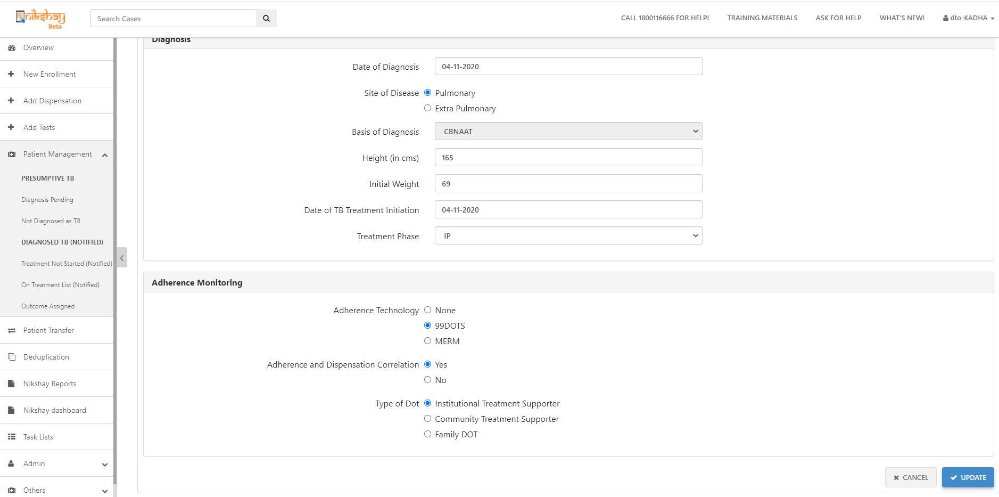 nikshay
Beta
Search Cases
CALL 1800116666 FOR HELP!
TRAINING MATERIALS
ASK FOR HELP
WHAT'S NEW!
dto-KADHA
Overview
New Enrollment
Add Dispensation
Add Tests
Patient Management
PRESUMPTIVE TB
Diagnosis Pending
Not Diagnosed as TB
DIAGNOSED TB (NOTIFIED)
Treatment Not Started (Notified)
On Treatment List (Notified)
Outcome Assigned
Patient Transfer
Deduplication
Nikshay Reports
Nikshay dashboard
Task Lists
Admin
Others
Diagnosis
Date of Diagnosis 04-11-2020
Site of Disease Pulmonary
Extra Pulmonary
Basis of Diagnosis CBNAAT
Height (in cms) 165
Initial Weight 69
Date of TB Treatment Initiation 04-11-2020
Treatment Phase IP
Adherence Monitoring
Adherence Technology None
99DOTS
MERM
Adherence and Dispensation Correlation Yes
No
Type of Dot Institutional Treatment Supporter
Community Treatment Supporter
Family DOT
CANCEL
UPDATE